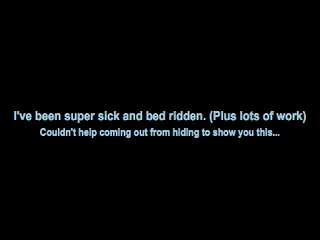 I've been super sick and bed ridden. (Plus lots of work)
Couldn't help coming out from hiding to show you this...